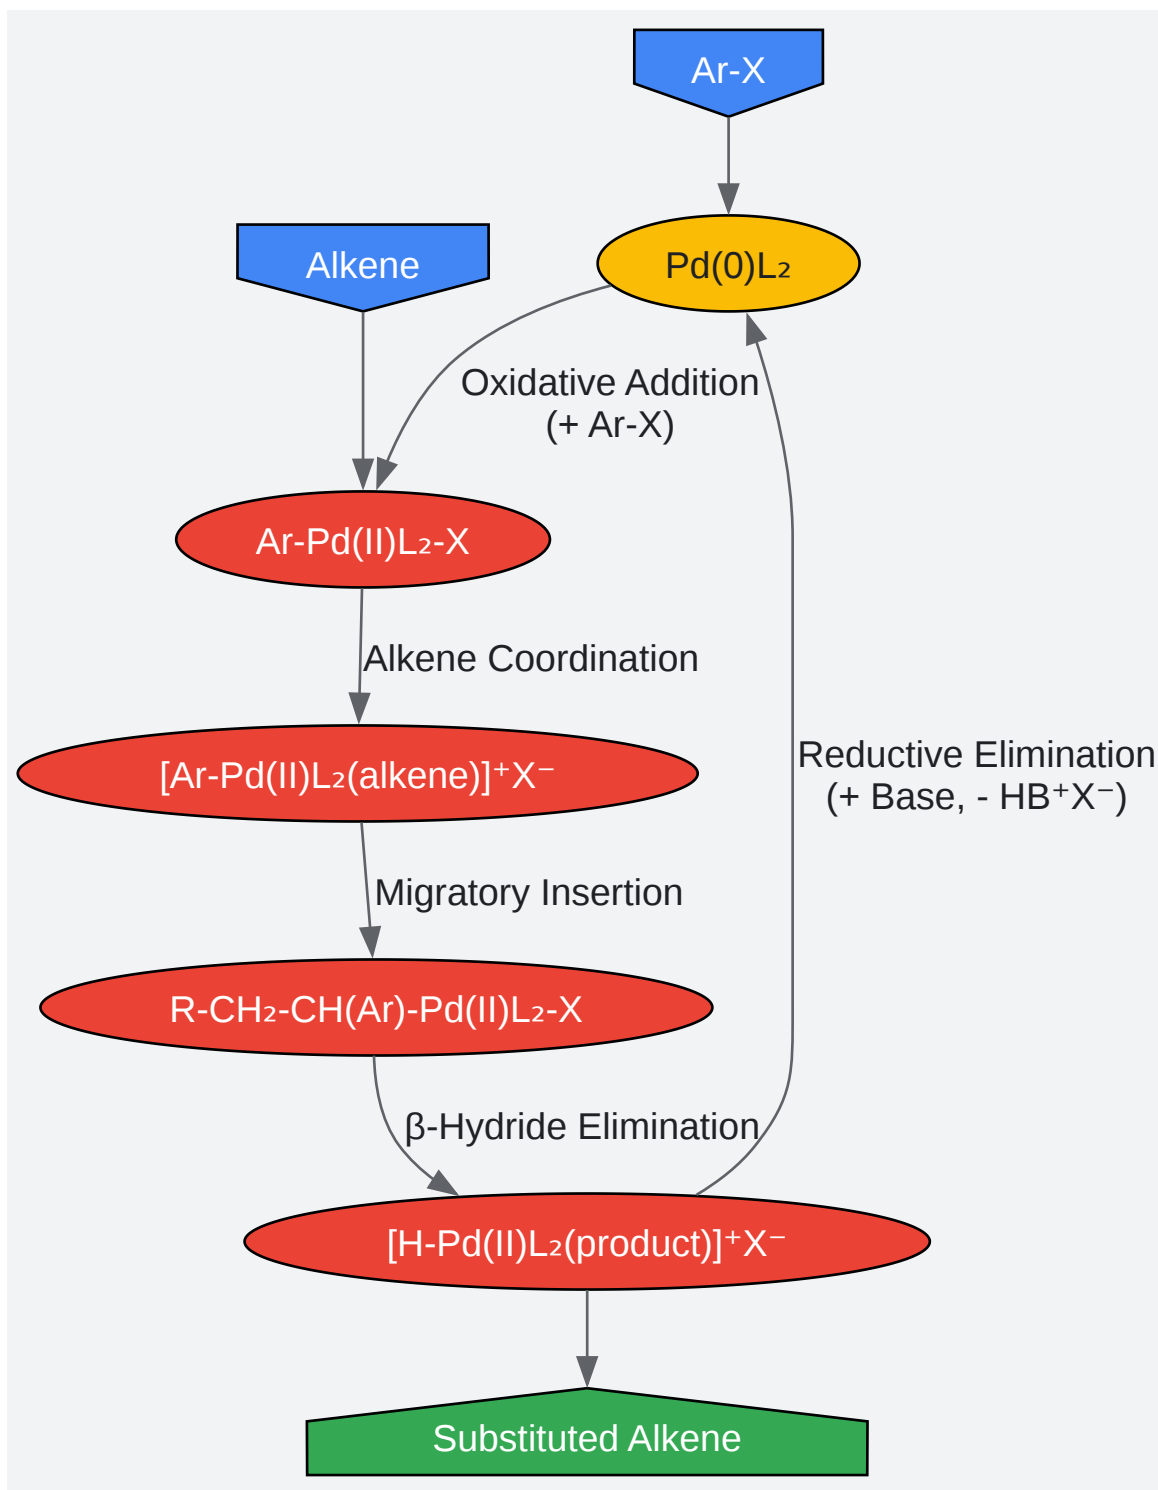 Ar-X
Alkene
Pd(0)L₂
Oxidative Addition
(+ Ar-X)
Ar-Pd(II)L₂-X
Alkene Coordination
[Ar-Pd(II)L₂(alkene)]⁺X⁻
Reductive Elimination
(+ Base, - HB⁺X⁻)
Migratory Insertion
R-CH₂-CH(Ar)-Pd(II)L₂-X
β-Hydride Elimination
[H-Pd(II)L₂(product)]⁺X⁻
Substituted Alkene